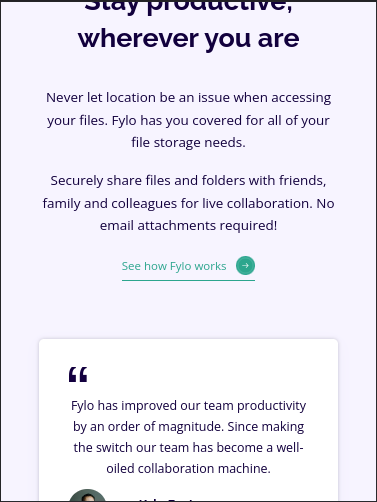 Stay productive,
wherever you are
Never let location be an issue when accessing
your files. Fylo has you covered for all of your
file storage needs.
Securely share files and folders with friends,
family and colleagues for live collaboration. No
email attachments required!
See how Fylo works
“
Fylo has improved our team productivity
by an order of magnitude. Since making
the switch our team has become a well-
oiled collaboration machine.